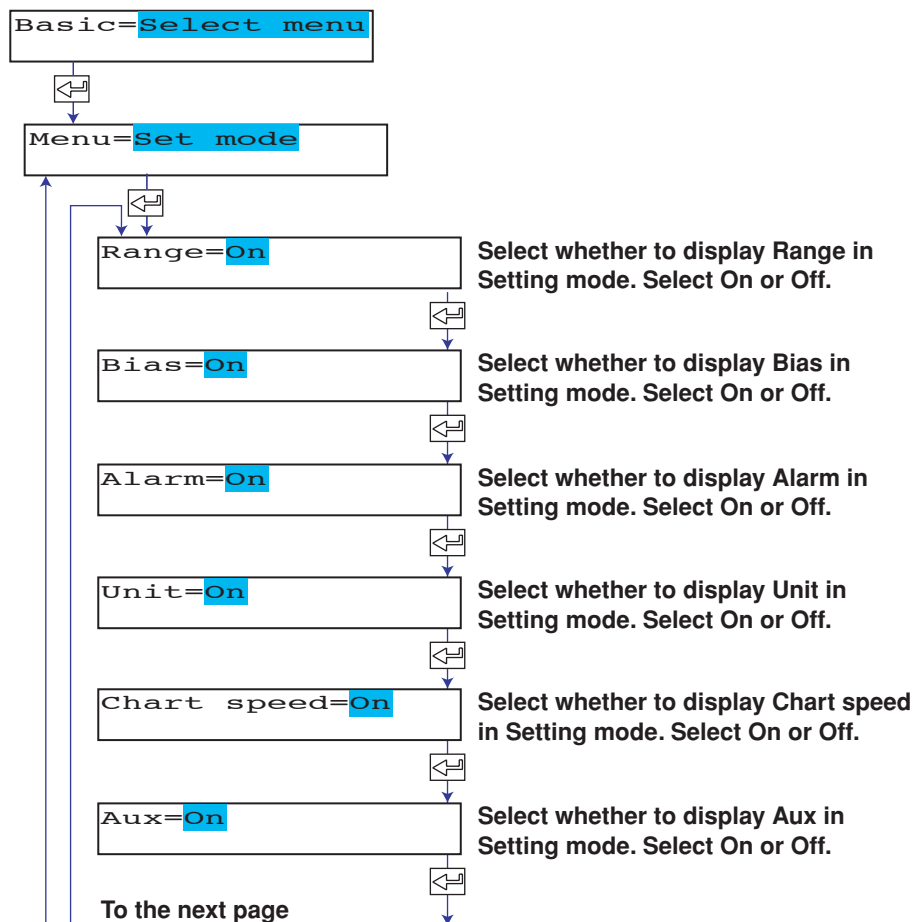 Basic=Select menu
Menu=Set mode
Range=On
Select whether to display Range in
Setting mode. Select On or Off.
Bias=On
Select whether to display Bias in
Setting mode. Select On or Off.
Alarm=On
Select whether to display Alarm in
Setting mode. Select On or Off.
Unit=On
Select whether to display Unit in
Setting mode. Select On or Off.
Chart speed=On
Select whether to display Chart speed
in Setting mode. Select On or Off.
Aux=On
Select whether to display Aux in
Setting mode. Select On or Off.
To the next page